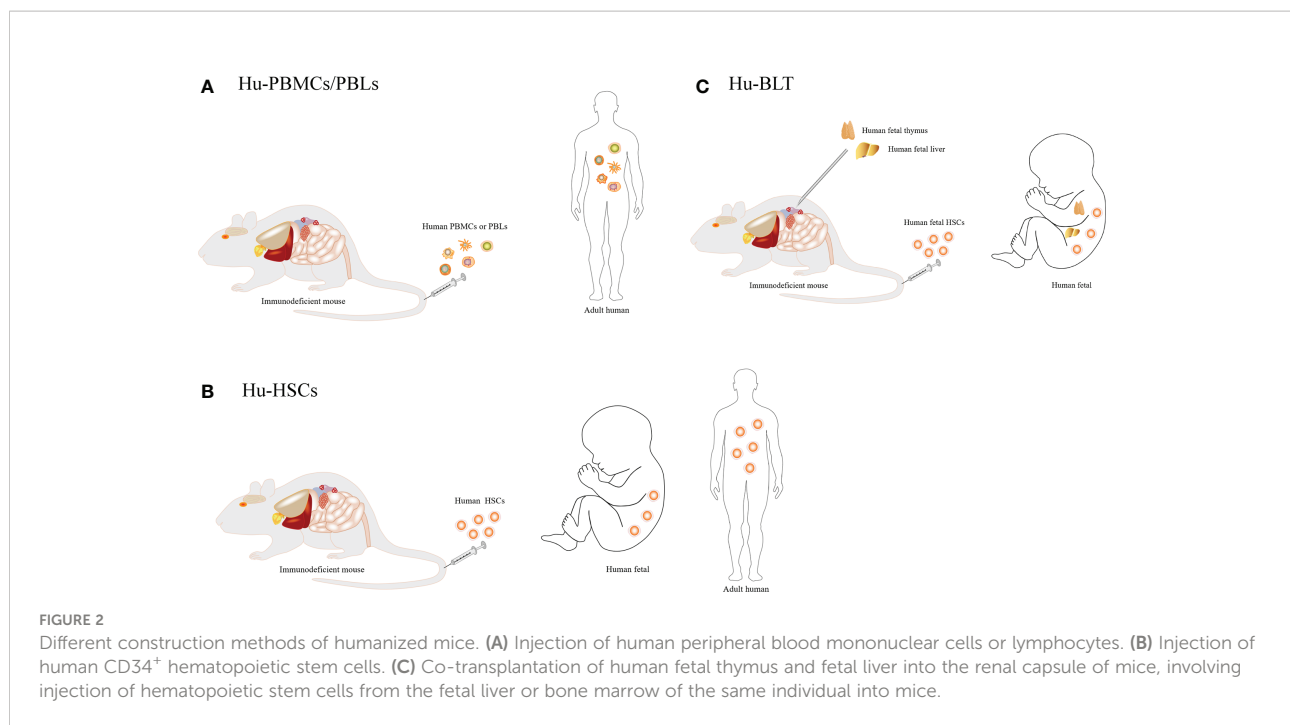 A Hu-PBMCs/PBLs
Human PBMCs or PBLs
Immunodeficient mouse
Adult human
C Hu-BLT
Human fetal thymus
Human fetal liver
Human fetal HSCs
Immunodeficient mouse
Human fetal
B Hu-HSCs
Human HSCs
Immunodeficient mouse
Human fetal
Adult human
FIGURE 2
Different construction methods of humanized mice. (A) Injection of human peripheral blood mononuclear cells or lymphocytes. (B) Injection of
human CD34⁺ hematopoietic stem cells. (C) Co-transplantation of human fetal thymus and fetal liver into the renal capsule of mice, involving
injection of hematopoietic stem cells from the fetal liver or bone marrow of the same individual into mice.